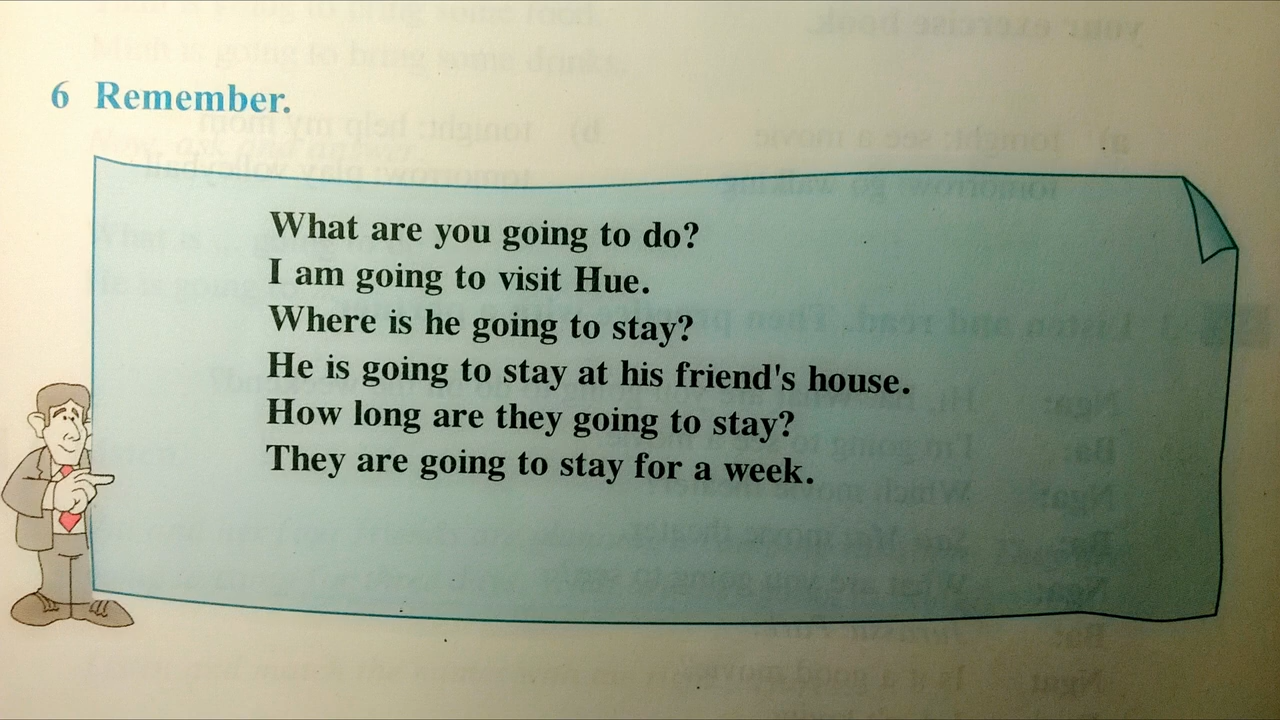 6 Remember.
What are you going to do?
I am going to visit Hue.
Where is he going to stay?
He is going to stay at his friend's house.
How long are they going to stay?
They are going to stay for a week.